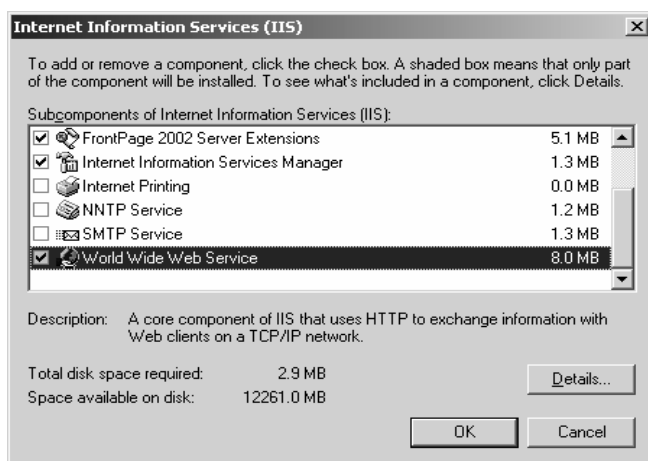 Internet Information Services (IIS)
To add or remove a component, click the check box. A shaded box means that only part
of the component will be installed. To see what's included in a component, click Details.
Subcomponents of Internet Information Services (IIS):
FrontPage 2002 Server Extensions 5.1 MB
Internet Information Services Manager 1.3 MB
Internet Printing 0.0 MB
NNTP Service 1.2 MB
SMTP Service 1.3 MB
World Wide Web Service 8.0 MB
Description: A core component of IIS that uses HTTP to exchange information with
Web clients on a TCP/IP network.
Total disk space required: 2.9 MB
Space available on disk: 12261.0 MB
Details...
OK Cancel